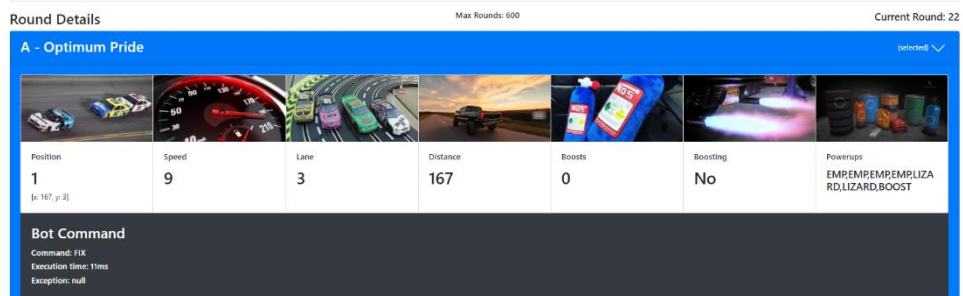 Round Details
Max Rounds: 600
Current Round: 22
A - Optimum Pride
(selected)
Position
1
[x: 167, y: 3]
Speed
9
Lane
3
Distance
167
Boosts
0
Boosting
No
Powerups
EMP,EMP,EMP,EMP,LIZA
RD,LIZARD,BOOST
Bot Command
Command: FIX
Execution time: 11ms
Exception: null